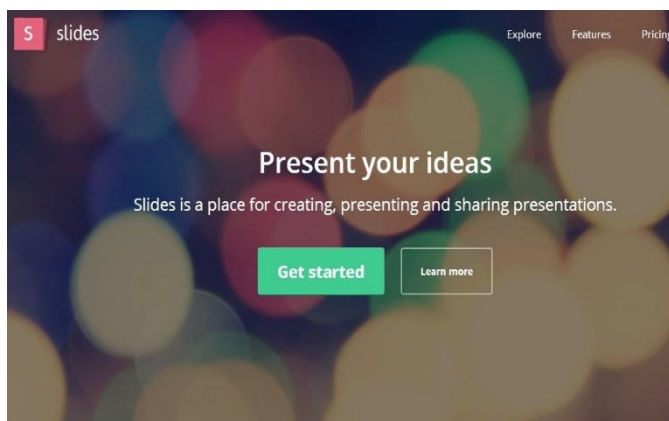 S slides Explore Features Pricing
Present your ideas
Slides is a place for creating, presenting and sharing presentations.
Get started Learn more